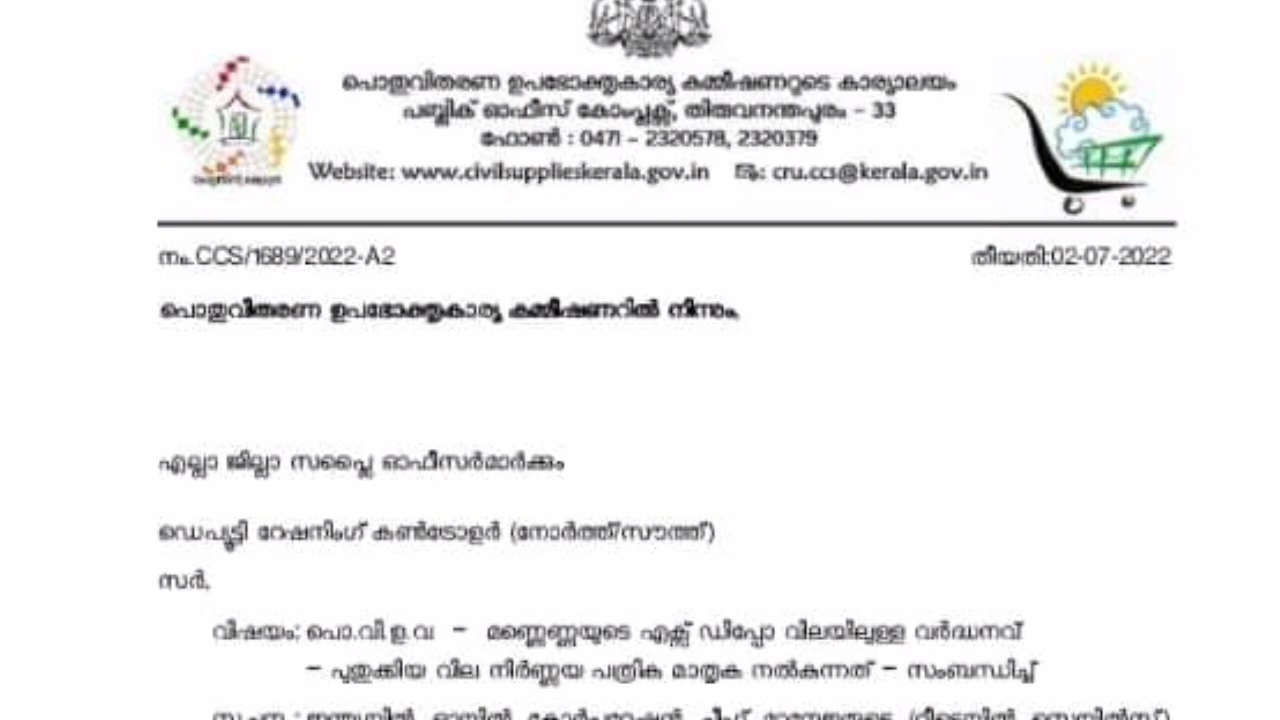 പൊതുവിതരണ ഉപഭോക്തൃകാര്യ കമ്മീഷണറുടെ കാര്യാലയം
പബ്ലിക് ഓഫീസ് കോംപ്ലക്സ്, തിരുവനന്തപുരം - 33
ഫോൺ : 0471 - 2320578, 2320379
Website: www.civilsupplieskerala.gov.in : cru.ccs@kerala.gov.in
നം.CCS/1689/2022-A2 തീയതി:02-07-2022
പൊതുവിതരണ ഉപഭോക്തൃകാര്യ കമ്മീഷണറിൽ നിന്നും,
എല്ലാ ജില്ലാ സപ്ലൈ ഓഫീസർമാർക്കും
ഡെപ്യൂട്ടി റേഷനിംഗ് കൺട്രോളർ (നോർത്ത്/സൗത്ത്)
സർ,
വിഷയം: പൊ.വി.ഉ.വ - മണ്ണെണ്ണയുടെ എക്സ് ഡിപ്പോ വിലയിലുള്ള വർദ്ധനവ്
- പുതുക്കിയ വില നിർണ്ണയ പത്രിക മാതൃക നൽകുന്നത് - സംബന്ധിച്ച്